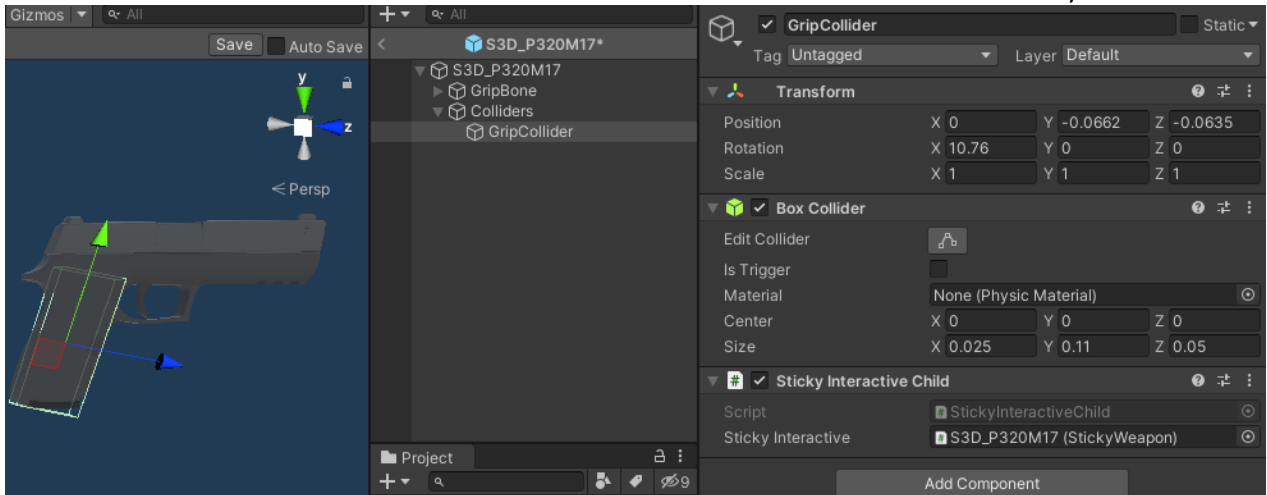 Gizmos All
Save Auto Save
y
z
Persp
All
S3D_P320M17*
S3D_P320M17
GripBone
Colliders
GripCollider
Project
9
GripCollider Static
Tag Untagged Layer Default
Transform
Position X 0 Y -0.0662 Z -0.0635
Rotation X 10.76 Y 0 Z 0
Scale X 1 Y 1 Z 1
Box Collider
Edit Collider
Is Trigger
Material None (Physic Material)
Center X 0 Y 0 Z 0
Size X 0.025 Y 0.11 Z 0.05
# Sticky Interactive Child
Script # StickyInteractiveChild
Sticky Interactive # S3D_P320M17 (StickyWeapon)
Add Component